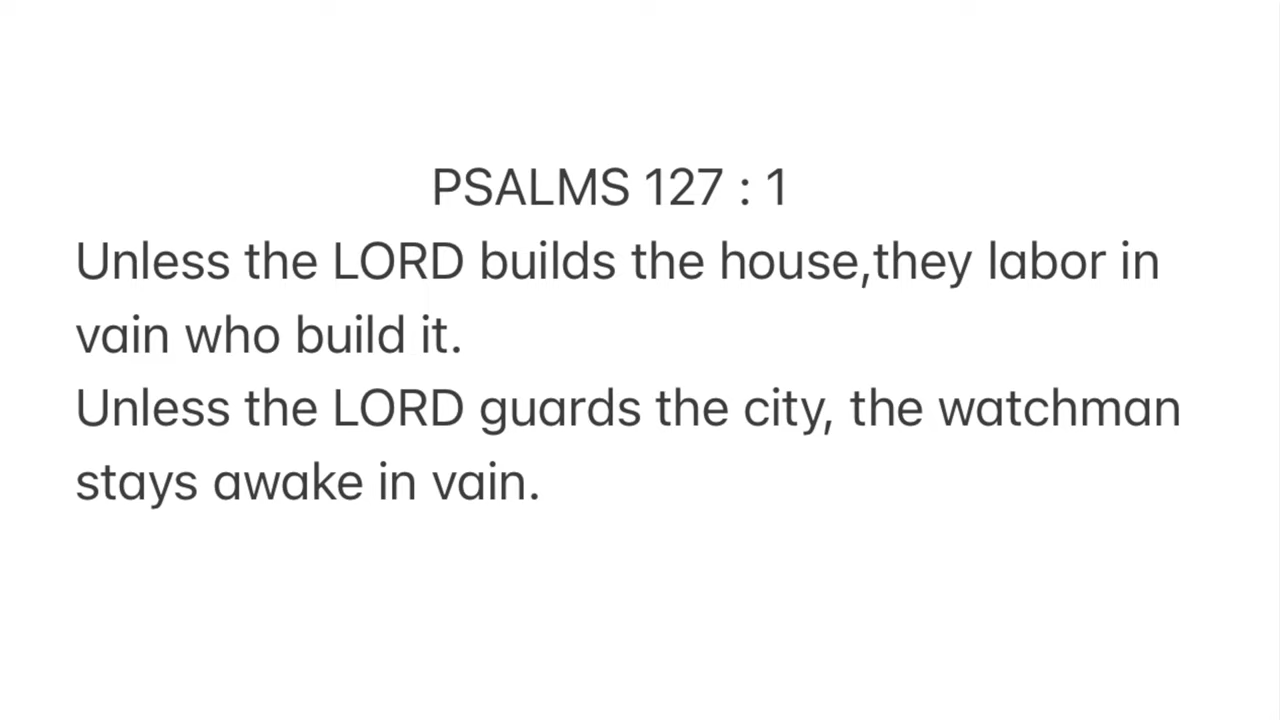 PSALMS 127 : 1
Unless the LORD builds the house,they labor in
vain who build it.
Unless the LORD guards the city, the watchman
stays awake in vain.